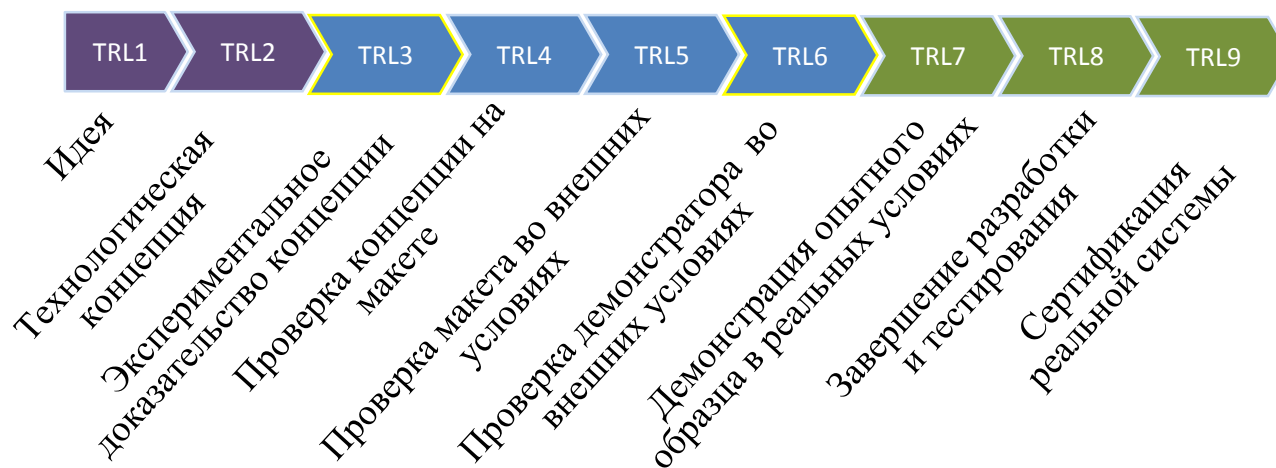 TRL1
TRL2
TRL3
TRL4
TRL5
TRL6
TRL7
TRL8
TRL9
Идея
Технологическая
концепция
Экспериментальное
доказательство концепции
Проверка концепции на
макете
Проверка макета во внешних
условиях
Проверка демонстратора во
внешних условиях
Демонстрация опытного
образца в реальных условиях
Завершение разработки
и тестирования
Сертификация
реальной системы